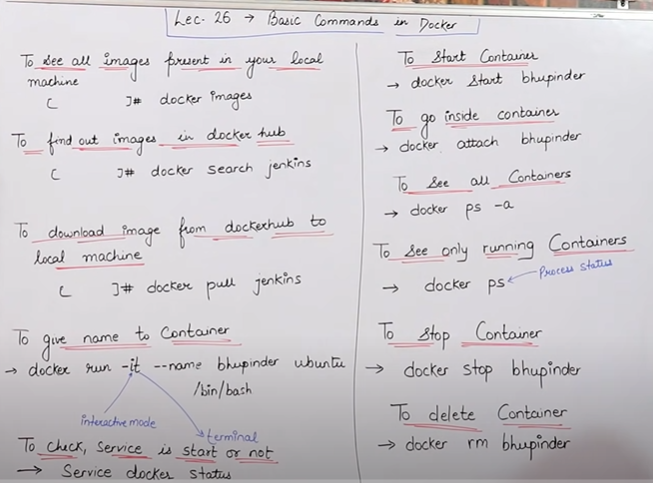 Lec-26 → Basic Commands in Docker
To see all images present in your local
machine
[ ]# docker images
To find out images in docker hub
[ ]# docker search jenkins
To download image from dockerhub to
local machine
[ ]# docker pull jenkins
To give name to Container
→ docker run -it --name bhupinder ubuntu
/bin/bash
interactive mode
terminal
To check, service is start or not
→ Service docker status
To Start Container
→ docker start bhupinder
To go inside container
→ docker attach bhupinder
To see all Containers
→ docker ps -a
To see only running Containers
→ docker ps ← Process status
To Stop Container
→ docker stop bhupinder
To delete Container
→ docker rm bhupinder